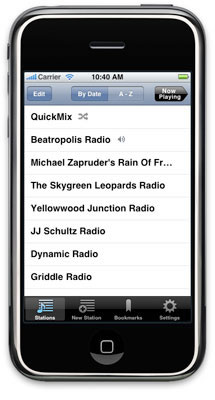 Carrier 10:40 AM
Edit By Date A - Z Now Playing
QuickMix
Beatropolis Radio
Michael Zapruder's Rain Of Fr...
The Skygreen Leopards Radio
Yellowwood Junction Radio
JJ Schultz Radio
Dynamic Radio
Griddle Radio
Stations New Station Bookmarks Settings